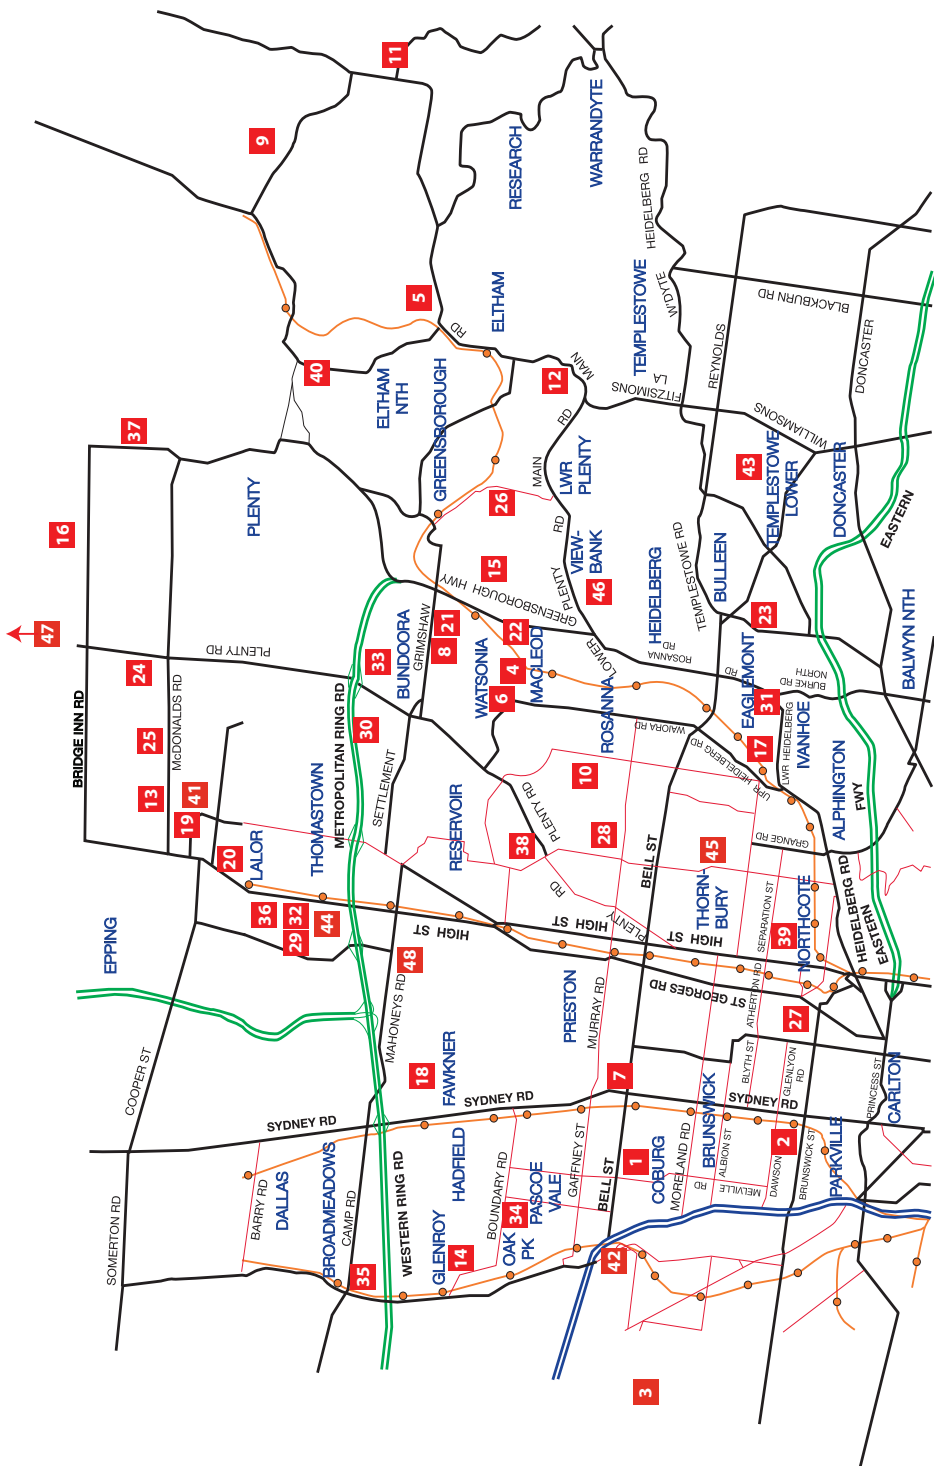 11
9
RESEARCH
WARRANDYTE
HEIDELBERG RD
5
ELTHAM
TEMPLESTOWE
W'DYTE
BLACKBURN RD
RD
40
ELTHAM
NTH
12
MAIN
FITZSIMONS
LA
REYNOLDS
DONCASTER
37
GREENSBOROUGH
WILLIAMSONS
16
PLENTY
26
MAIN
RD
LWR
PLENTY
43
TEMPLESTOWE
LOWER
DONCASTER
EASTERN
47
15
GREENSBOROUGH HWY
PLENTY
RD
VIEW-
BANK
46
HEIDELBERG
TEMPLESTOWE RD
BULLEEN
23
24
PLENTY RD
33
BUNDOORA
GRIMSHAW
21
8
WATSONIA
22
4
6
MACLEOD
LOWER
ROSANNA
RD
ROSANNA
RD
EAGLEMONT
31
BURKE RD
NORTH
BALWYN NTH
BRIDGE INN RD
25
McDONALDS RD
METROPOLITAN RING RD
30
SETTLEMENT
WAIORA RD
UPR HEIDELBERG RD
17
LWR HEIDELBERG
IVANHOE
13
41
19
THOMASTOWN
RESERVOIR
10
PLENTY RD
ALPHINGTON
FWY
20
LALOR
38
28
BELL ST
45
GRANGE RD
36
32
29
44
HIGH ST
HIGH ST
PLENTY
RD
HIGH ST
THORN-
BURY
SEPARATION ST
39
NORTHCOTE
HEIDELBERG RD
EASTERN
EPPING
48
MAHONEYS RD
PRESTON
MURRAY RD
ST GEORGES RD
ATHERTON RD
27
COOPER ST
18
FAWKNER
7
BLYTH ST
GLENLYON
RD
PRINCESS ST
CARLTON
SYDNEY RD
SYDNEY RD
SYDNEY RD
SOMERTON RD
BARRY RD
DALLAS
BROADMEADOWS
CAMP RD
WESTERN RING RD
HADFIELD
BOUNDARY RD
PASCOE
VALE
GAFFNEY ST
BELL ST
1
COBURG
MORELAND RD
BRUNSWICK
ALBION ST
MELVILLE
RD
DAWSON
2
BRUNSWICK ST
PARKVILLE
35
GLENROY
14
34
OAK
PK
42
3